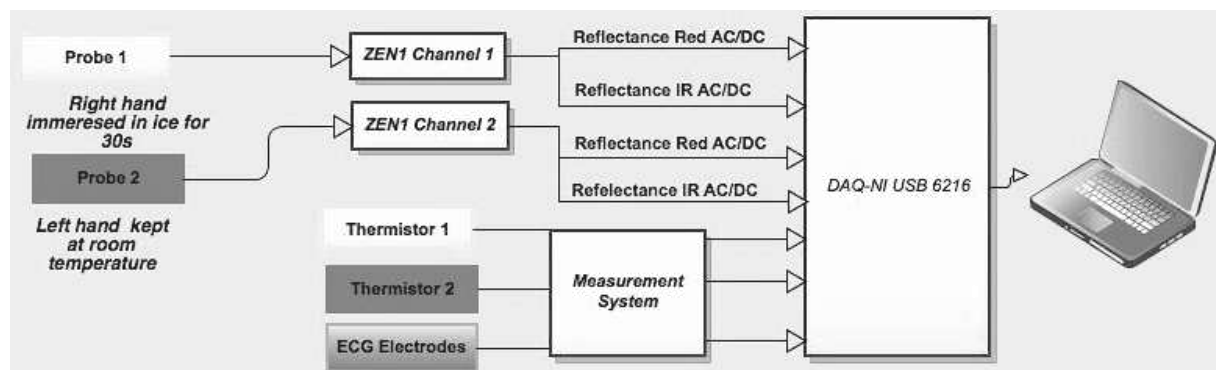 Probe 1
Right hand
immeresed in ice for
30s
Probe 2
Left hand kept
at room
temperature
ZEN1 Channel 1
ZEN1 Channel 2
Reflectance Red AC/DC
Reflectance IR AC/DC
Reflectance Red AC/DC
Refelectance IR AC/DC
Thermistor 1
Thermistor 2
ECG Electrodes
Measurement
System
DAQ-NI USB 6216